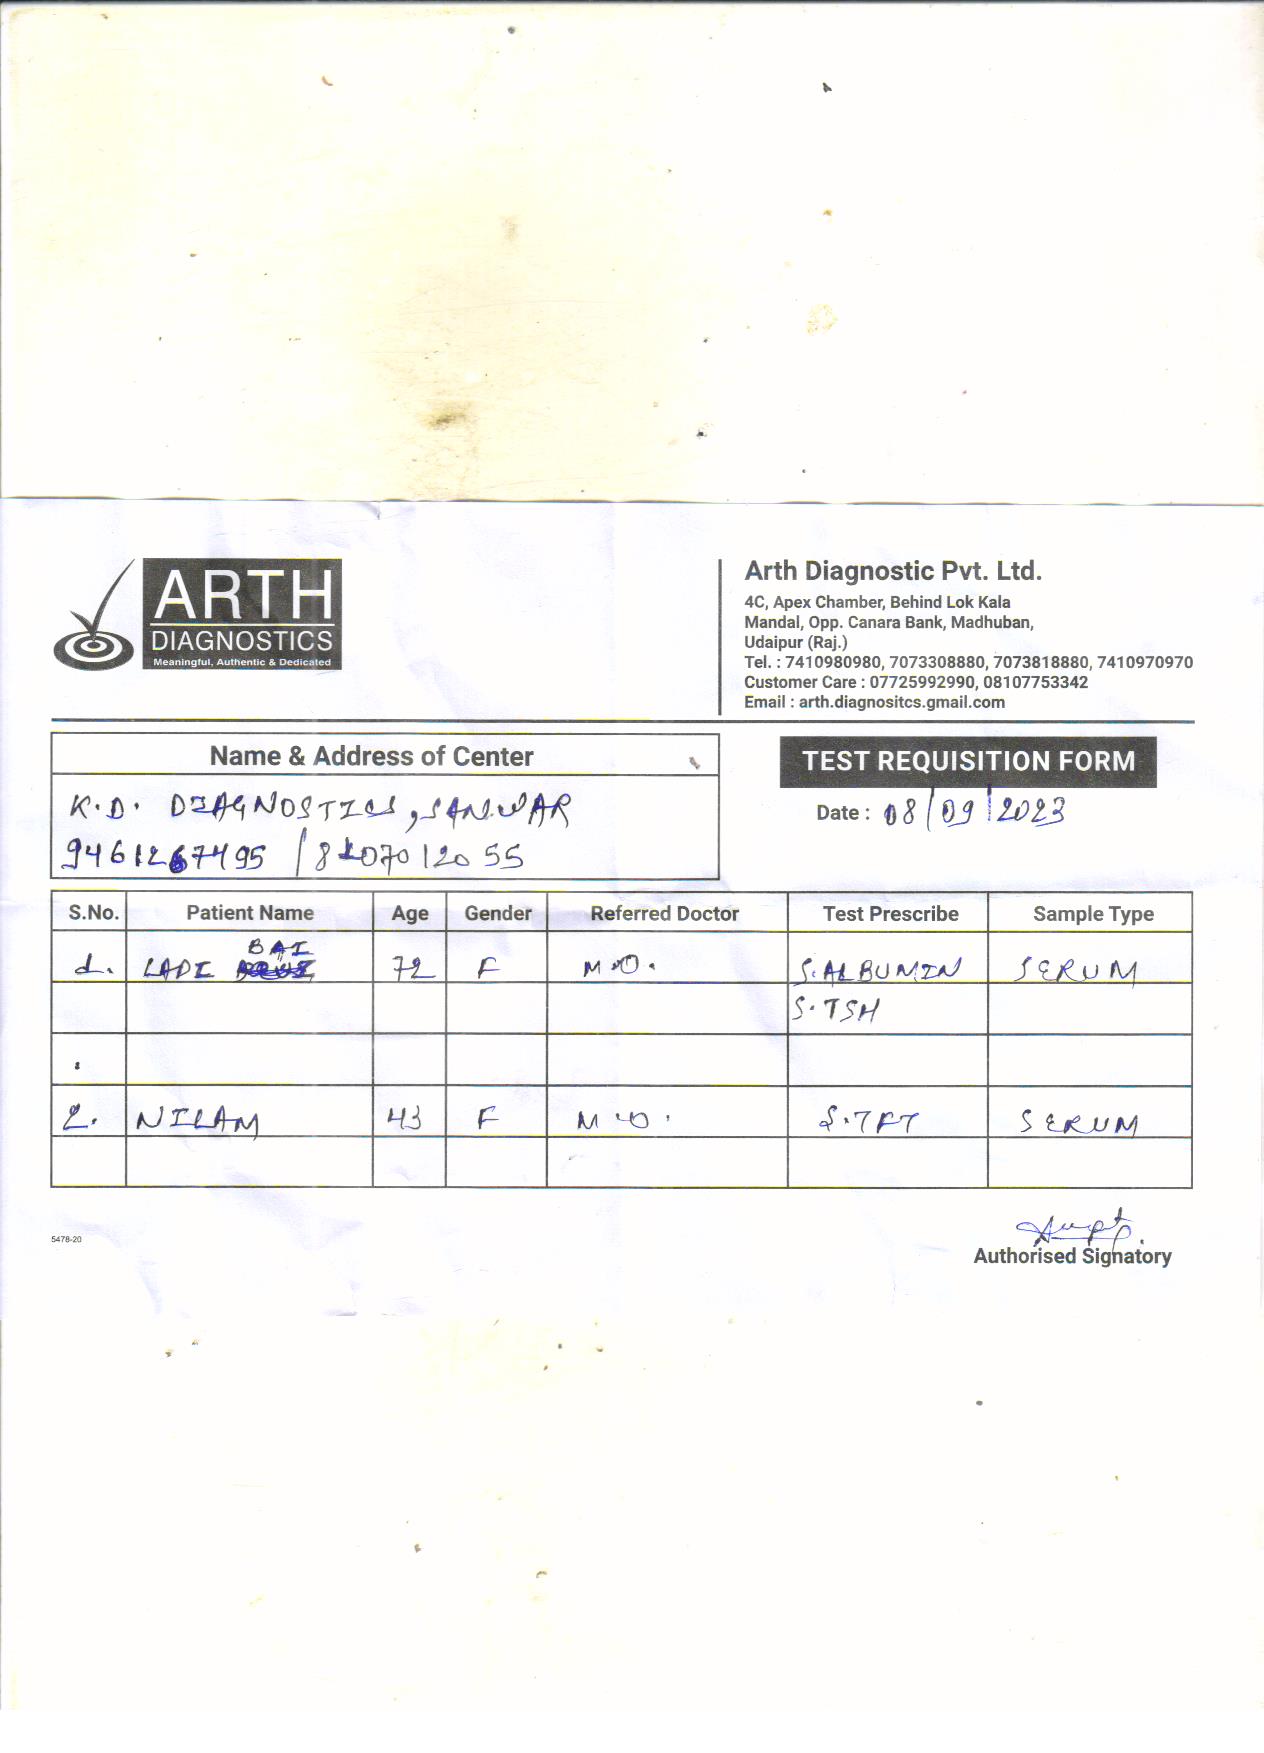 ARTH
DIAGNOSTICS
Meaningful, Authentic & Dedicated
Arth Diagnostic Pvt. Ltd.
4C, Apex Chamber, Behind Lok Kala
Mandal, Opp. Canara Bank, Madhuban,
Udaipur (Raj.)
Tel. : 7410980980, 7073308880, 7073818880, 7410970970
Customer Care : 07725992990, 08107753342
Email : arth.diagnositcs.gmail.com
Name & Address of Center
TEST REQUISITION FORM
K.D. DIAGNOSTICS, SANWAR
Date : 08/09/2023
9461267495 / 8107012055
S.No. Patient Name Age Gender Referred Doctor Test Prescribe Sample Type
1. LADI BAI 72 F M.O. S.ALBUMIN SERUM
S.TSH
2. NILAM 43 F M.O. S.TFT SERUM
5478-20
Authorised Signatory